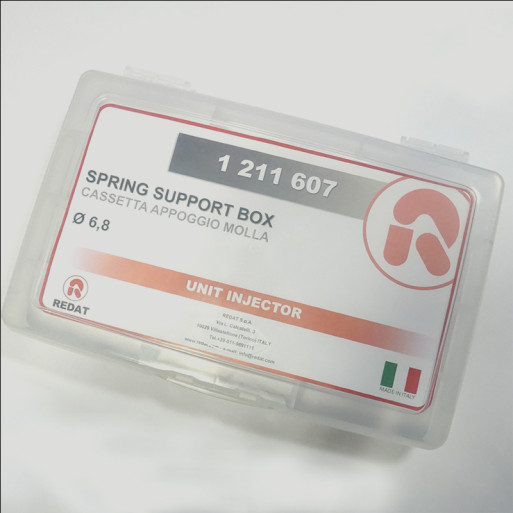 1 211 607
SPRING SUPPORT BOX
CASSETTA APPOGGIO MOLLA
Ø 6,8
UNIT INJECTOR
REDAT
REDAT S.p.A.
MADE IN ITALY